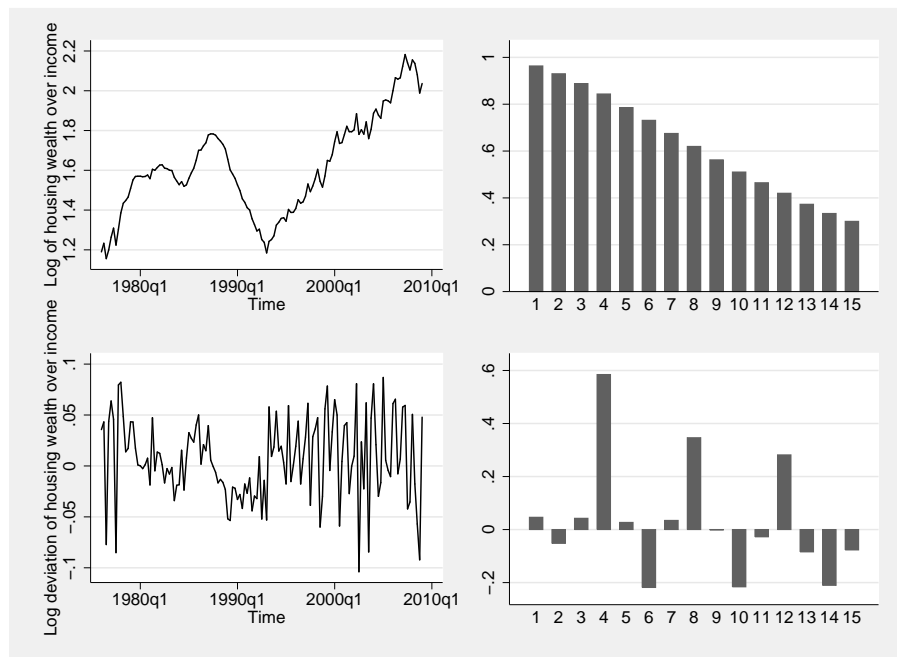 Log of housing wealth over income
2.2
2
1.8
1.6
1.4
1.2
1980q1 1990q1 2000q1 2010q1
Time
1
.8
.6
.4
.2
0
1 2 3 4 5 6 7 8 9 10 11 12 13 14 15
Log deviation of housing wealth over income
.1
.05
0
-.05
-.1
1980q1 1990q1 2000q1 2010q1
Time
.6
.4
.2
0
-.2
1 2 3 4 5 6 7 8 9 10 11 12 13 14 15